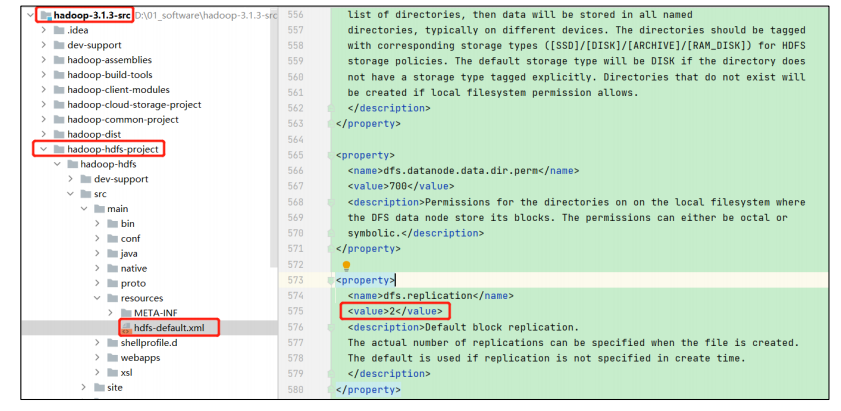 hadoop-3.1.3-src D:\01_software\hadoop-3.1.3-src
.idea
dev-support
hadoop-assemblies
hadoop-build-tools
hadoop-client-modules
hadoop-cloud-storage-project
hadoop-common-project
hadoop-dist
hadoop-hdfs-project
hadoop-hdfs
dev-support
src
main
bin
conf
java
native
proto
resources
META-INF
hdfs-default.xml
shellprofile.d
webapps
xsl
site
556 list of directories, then data will be stored in all named
557 directories, typically on different devices. The directories should be tagged
558 with corresponding storage types ([SSD]/[DISK]/[ARCHIVE]/[RAM_DISK]) for HDFS
559 storage policies. The default storage type will be DISK if the directory does
560 not have a storage type tagged explicitly. Directories that do not exist will
561 be created if local filesystem permission allows.
562 </description>
563 </property>
564
565 <property>
566 <name>dfs.datanode.data.dir.perm</name>
567 <value>700</value>
568 <description>Permissions for the directories on on the local filesystem where
569 the DFS data node store its blocks. The permissions can either be octal or
570 symbolic.</description>
571 </property>
572
573 <property>
574 <name>dfs.replication</name>
575 <value>2</value>
576 <description>Default block replication.
577 The actual number of replications can be specified when the file is created.
578 The default is used if replication is not specified in create time.
579 </description>
580 </property>